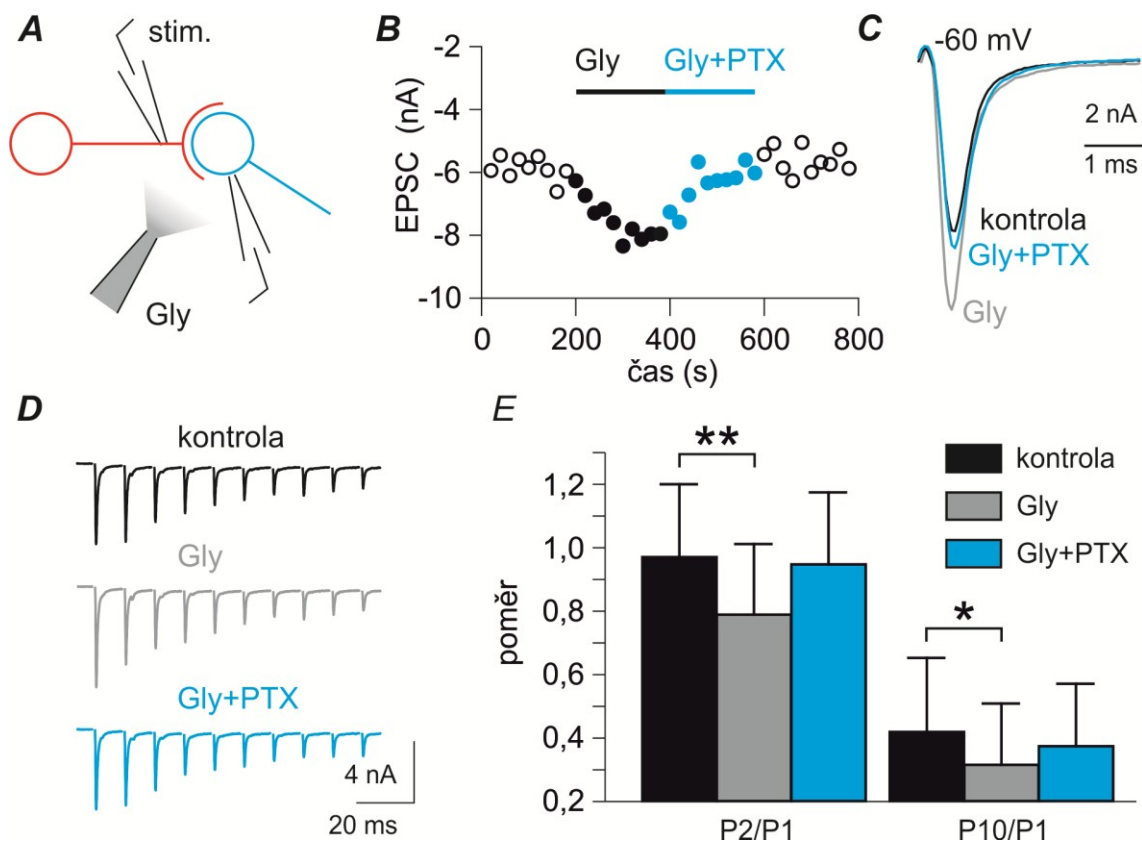 A
stim.
Gly
B
-2
-4
-6
-8
-10
EPSC (nA)
Gly
Gly+PTX
0
200
400
600
800
čas (s)
C
-60 mV
2 nA
1 ms
kontrola
Gly+PTX
Gly
D
kontrola
Gly
Gly+PTX
4 nA
20 ms
E
**
*
kontrola
Gly
Gly+PTX
1,2
1,0
0,8
0,6
0,4
0,2
poměr
P2/P1
P10/P1